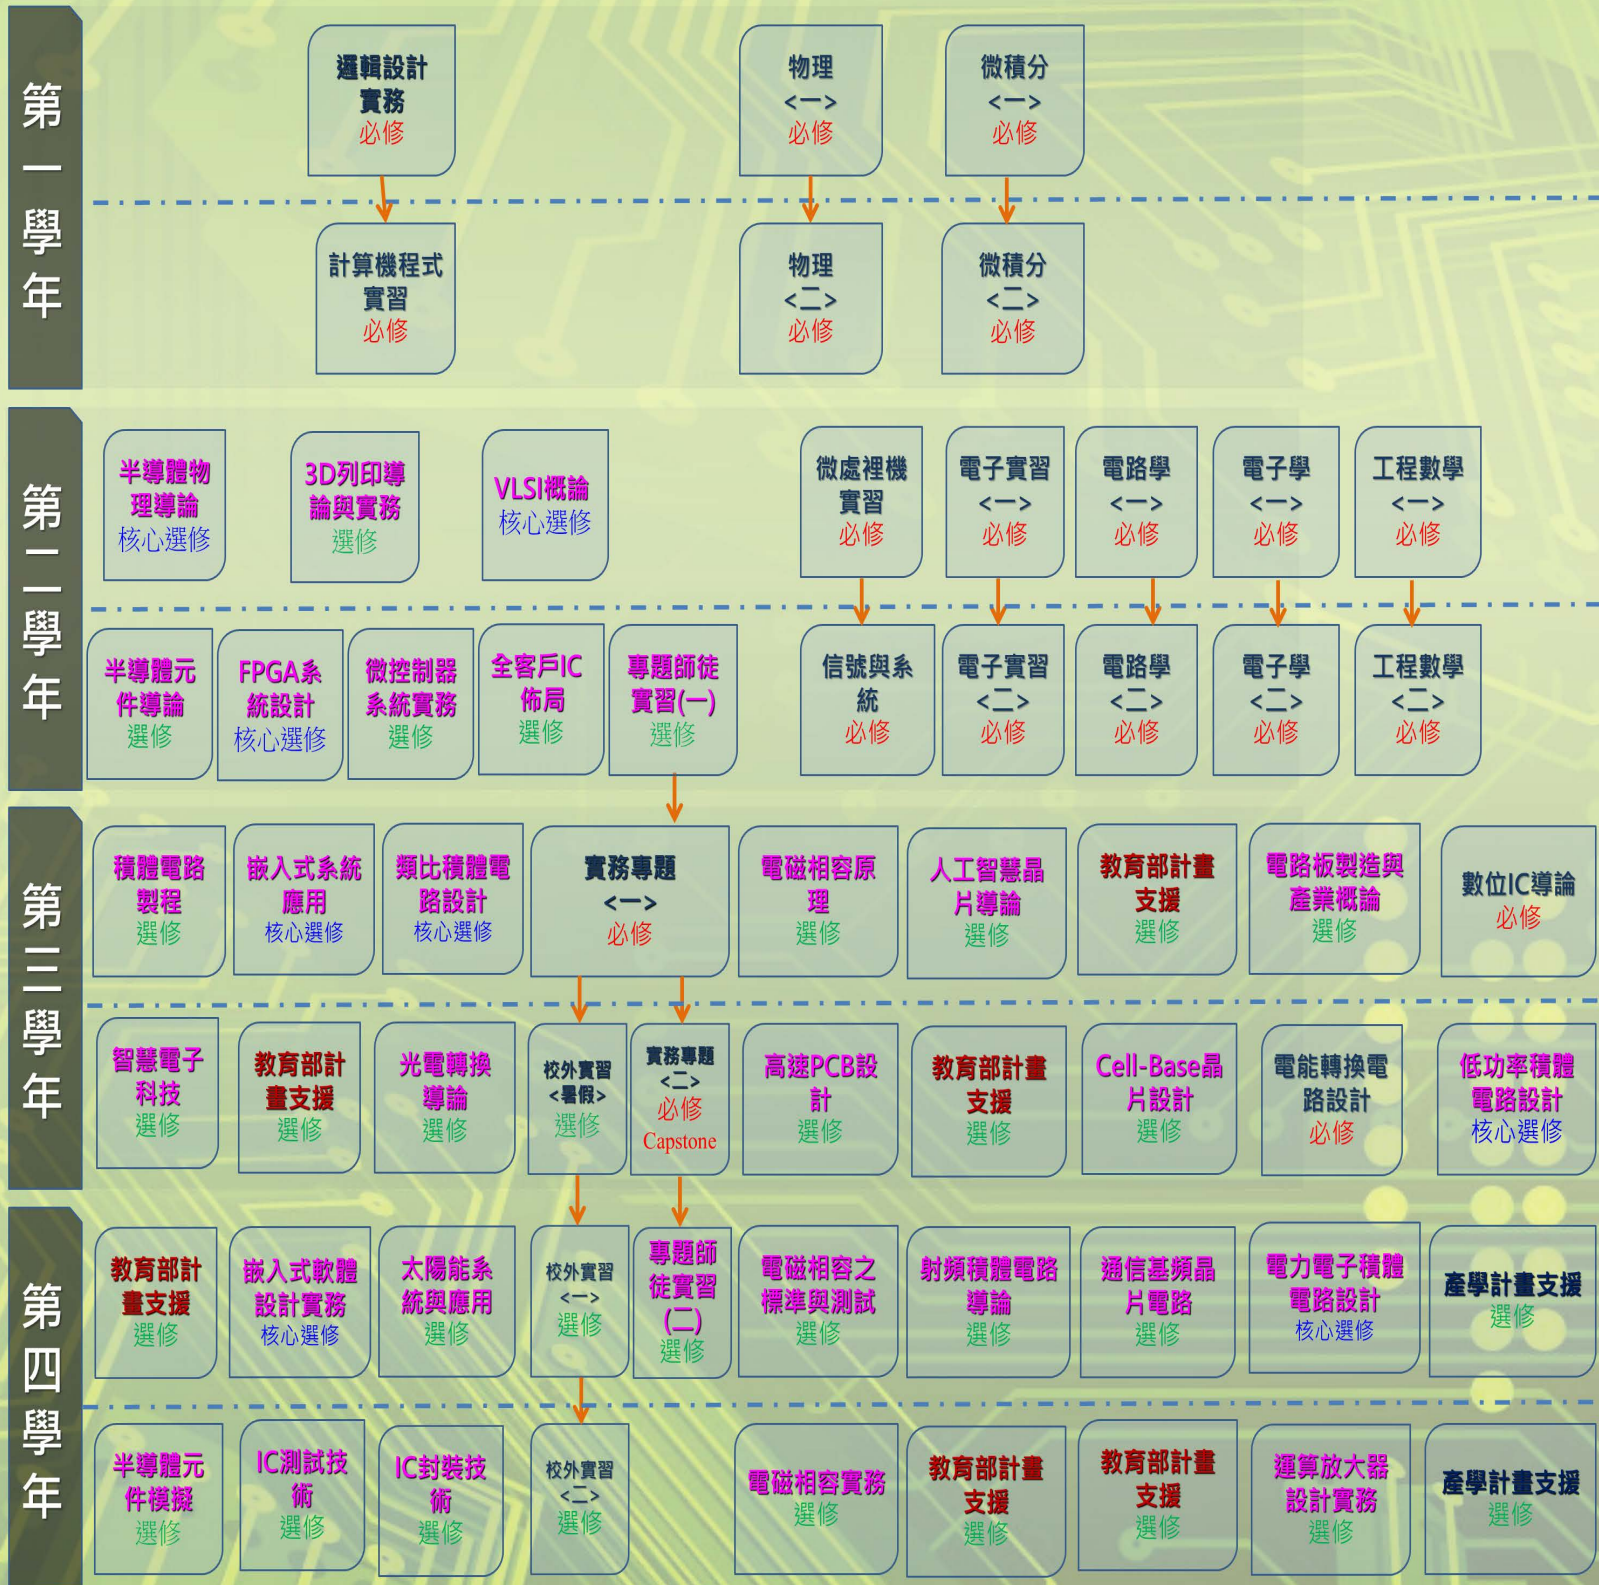 第一學年
邏輯設計
實務
必修
物理
<一>
必修
微積分
<一>
必修
計算機程式
實習
必修
物理
<二>
必修
微積分
<二>
必修
第二學年
半導體物
理導論
核心選修
3D列印導
論與實務
選修
VLSI概論
核心選修
微處裡機
實習
必修
電子實習
<一>
必修
電路學
<一>
必修
電子學
<一>
必修
工程數學
<一>
必修
半導體元
件導論
選修
FPGA系
統設計
核心選修
微控制器
系統實務
選修
全客戶IC
佈局
選修
專題師徒
實習(一)
選修
信號與系
統
必修
電子實習
<二>
必修
電路學
<二>
必修
電子學
<二>
必修
工程數學
<二>
必修
第三學年
積體電路
製程
選修
嵌入式系統
應用
核心選修
類比積體電
路設計
核心選修
實務專題
<一>
必修
電磁相容原
理
選修
人工智慧晶
片導論
選修
教育部計畫
支援
選修
電路板製造與
產業概論
選修
數位IC導論
必修
智慧電子
科技
選修
教育部計
畫支援
選修
光電轉換
導論
選修
校外實習
<暑假>
選修
實務專題
<二>
必修
Capstone
高速PCB設
計
選修
教育部計畫
支援
選修
Cell-Base晶
片設計
選修
電能轉換電
路設計
必修
低功率積體
電路設計
核心選修
第四學年
教育部計
畫支援
選修
嵌入式軟體
設計實務
核心選修
太陽能系
統與應用
選修
校外實習
<一>
選修
專題師
徒實習
(二)
選修
電磁相容之
標準與測試
選修
射頻積體電路
導論
選修
通信基頻晶
片電路
選修
電力電子積體
電路設計
核心選修
產學計畫支援
選修
半導體元
件模擬
選修
IC測試技
術
選修
IC封裝技
術
選修
校外實習
<二>
選修
電磁相容實務
選修
教育部計畫
支援
選修
教育部計畫
支援
選修
運算放大器
設計實務
選修
產學計畫支援
選修